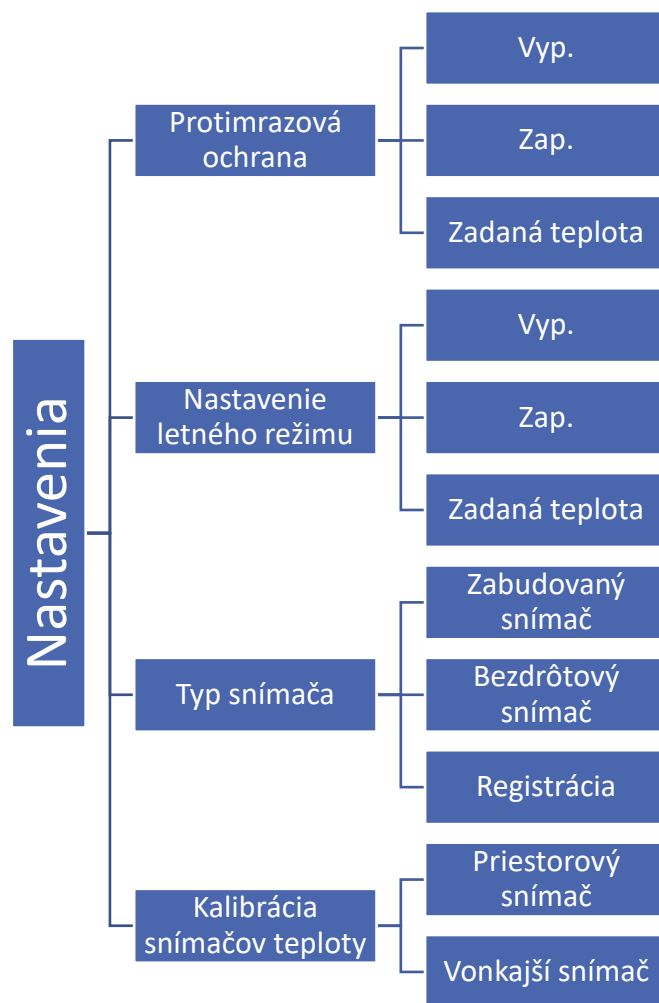 Nastavenia
Protimrazová
ochrana
Vyp.
Zap.
Zadaná teplota
Nastavenie
letného režimu
Vyp.
Zap.
Zadaná teplota
Typ snímača
Zabudovaný
snímač
Bezdrôtový
snímač
Registrácia
Kalibrácia
snímačov teploty
Priestorový
snímač
Vonkajší snímač